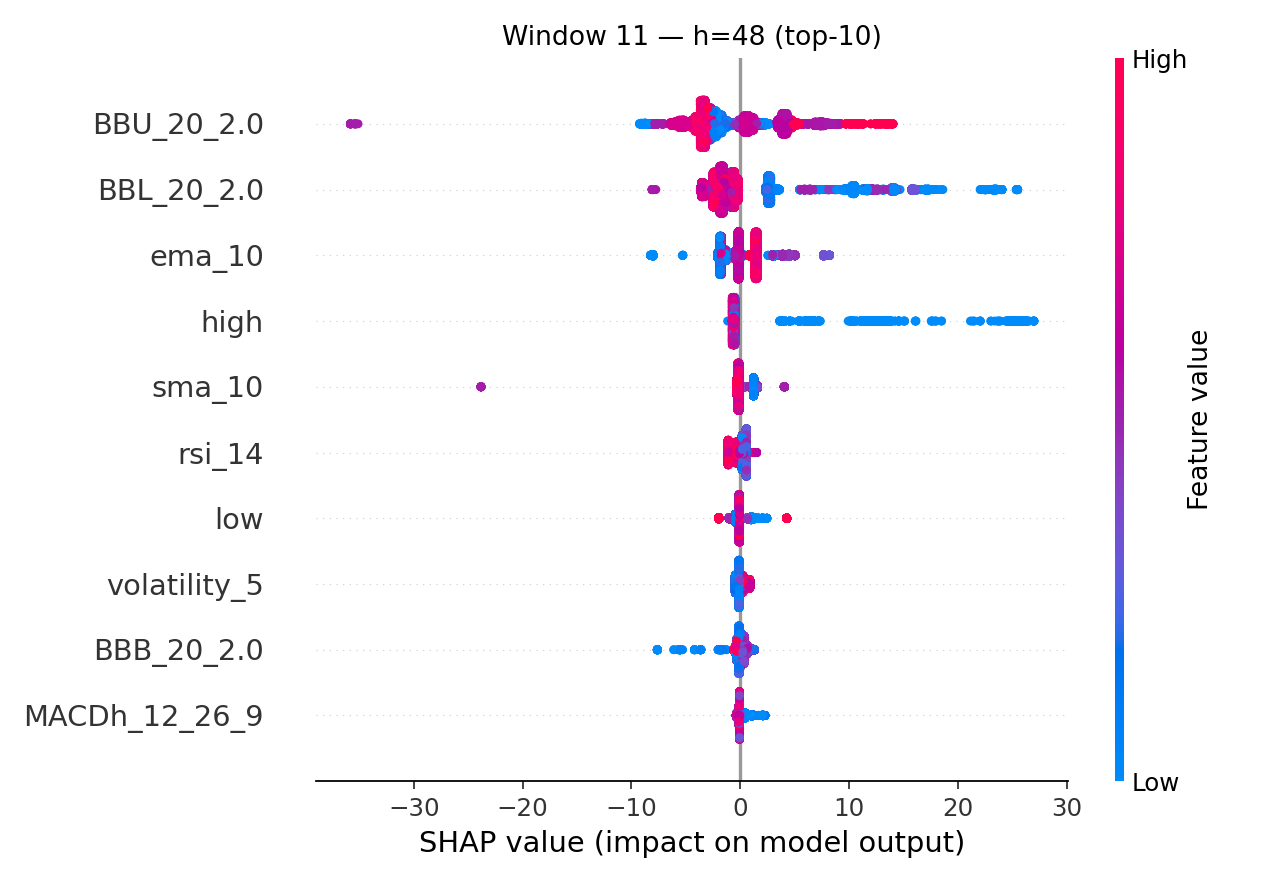 Window 11 — h=48 (top-10)
High
BBU_20_2.0
BBL_20_2.0
ema_10
high
sma_10
rsi_14
low
volatility_5
BBB_20_2.0
MACDh_12_26_9
Feature value
Low
−30 −20 −10 0 10 20 30
SHAP value (impact on model output)